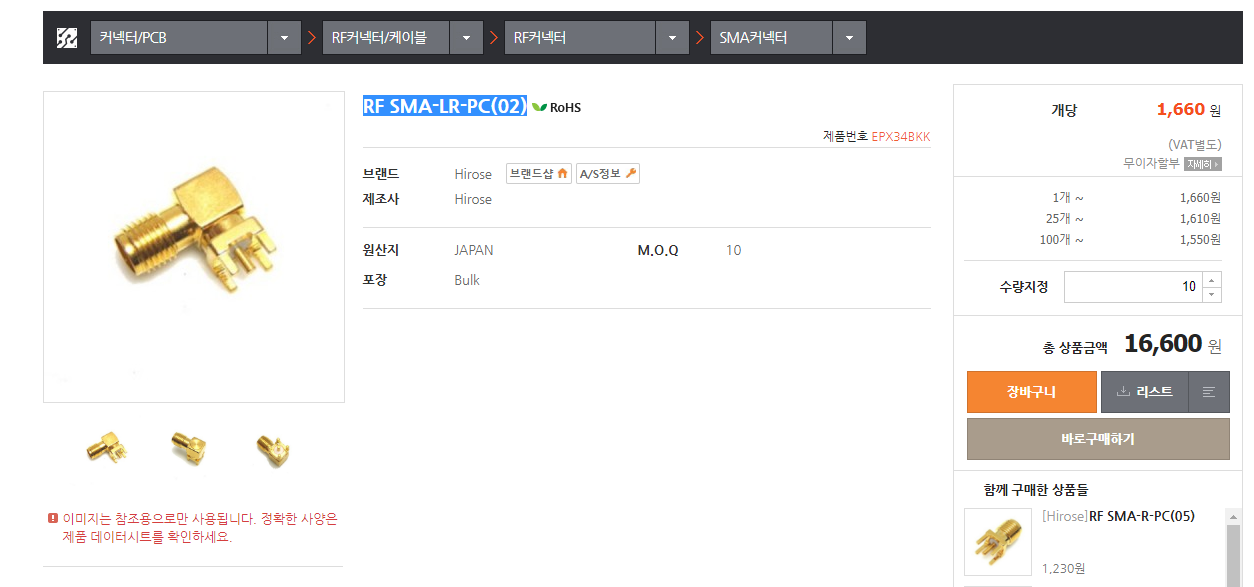 커넥터/PCB
RF커넥터/케이블
RF커넥터
SMA커넥터
RF SMA-LR-PC(02) RoHS
제품번호 EPX34BKK
브랜드 Hirose 브랜드샵 A/S정보
제조사 Hirose
원산지 JAPAN M.O.Q 10
포장 Bulk
이미지는 참조용으로만 사용됩니다. 정확한 사양은
제품 데이터시트를 확인하세요.
개당 1,660 원
(VAT별도)
무이자할부 자세히
1개 ~ 1,660원
25개 ~ 1,610원
100개 ~ 1,550원
수량지정 10
총 상품금액 16,600 원
장바구니 리스트
바로구매하기
함께 구매한 상품들
[Hirose]RF SMA-R-PC(05)
1,230원